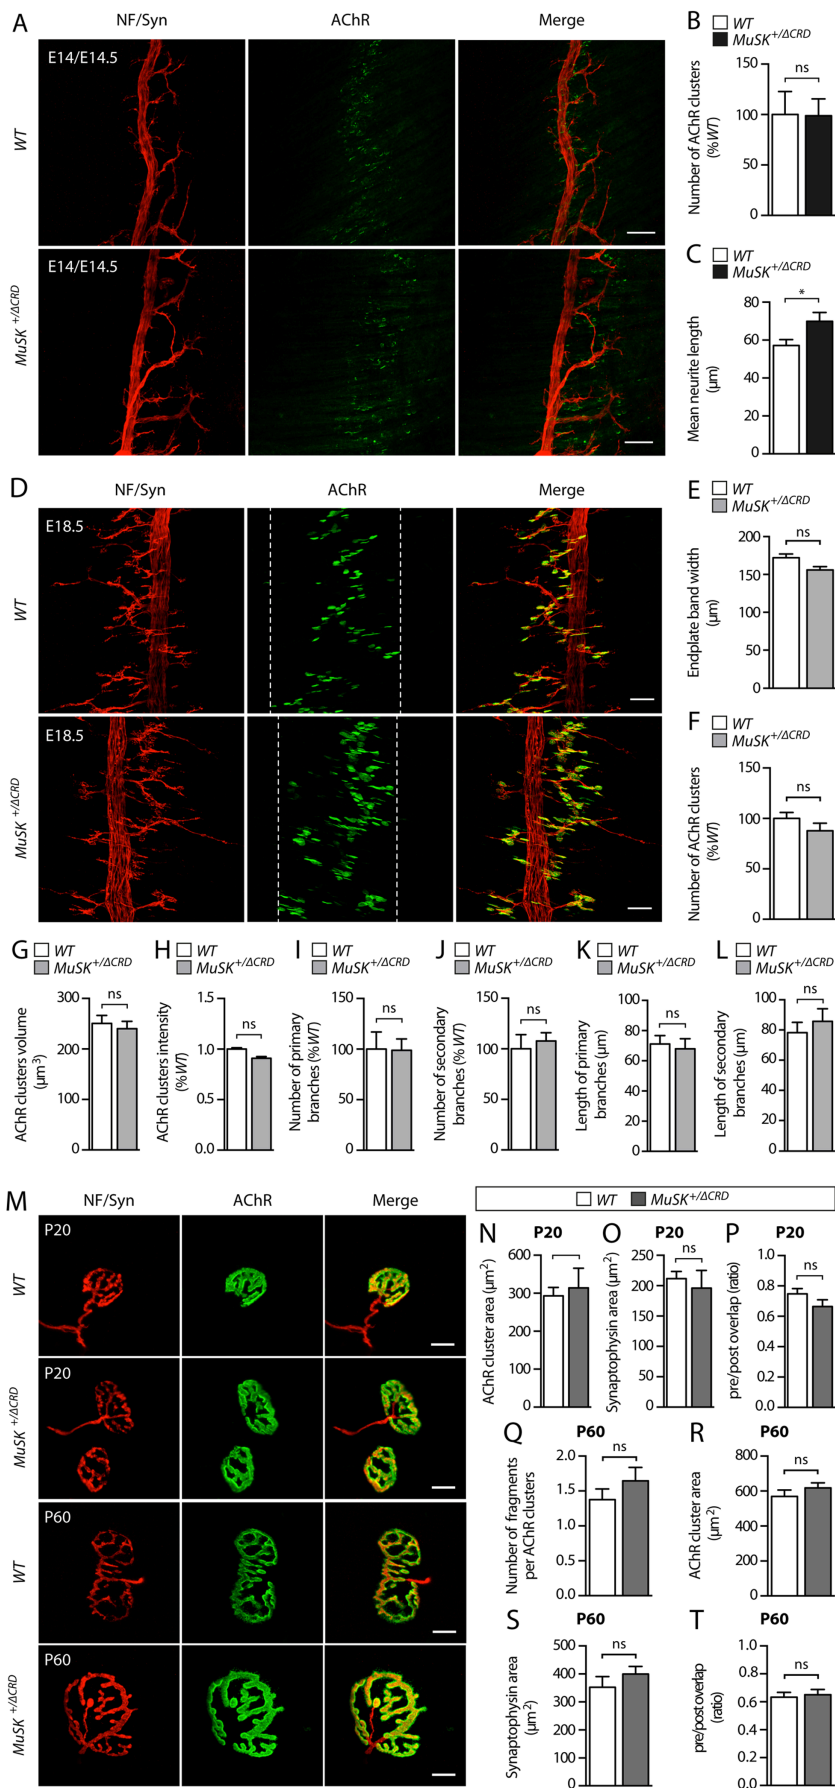 A NF/Syn AChR Merge
E14/E14.5
WT
E14/E14.5
MuSK +/ΔCRD
B WT
MuSK+/ΔCRD
Number of AChR clusters
(%WT)
150
100
50
0
ns
C WT
MuSK+/ΔCRD
Mean neurite length
(µm)
80
60
40
20
0
*
D NF/Syn AChR Merge
E18.5
WT
E18.5
MuSK +/ΔCRD
E WT
MuSK+/ΔCRD
Endplate band width
(µm)
200
150
100
50
0
ns
F WT
MuSK+/ΔCRD
Number of AChR clusters
(%WT)
150
100
50
0
ns
G WT
MuSK+/ΔCRD
AChR clusters volume
(µm3)
300
200
0
ns
H WT
MuSK+/ΔCRD
AChR clusters intensity
(%WT)
1.5
1.0
0.5
0.0
ns
I WT
MuSK+/ΔCRD
Number of primary
branches (%WT)
150
100
50
0
ns
J WT
MuSK+/ΔCRD
Number of secondary
branches (%WT)
150
100
50
0
ns
K WT
MuSK+/ΔCRD
Length of primary
branches (µm)
100
80
60
40
20
0
ns
L WT
MuSK+/ΔCRD
Length of secondary
branches (µm)
100
80
60
40
20
0
ns
M NF/Syn AChR Merge
P20
WT
P20
MuSK +/ΔCRD
P60
WT
P60
MuSK +/ΔCRD
WT MuSK+/ΔCRD
N P20
AChR cluster area (µm2)
600
300
0
O P20
Synaptophysin area (µm2)
250
200
150
100
50
0
ns
P P20
pre/post overlap (ratio)
1.0
0.8
0.6
0.4
0.2
0.0
ns
Q P60
Number of fragments
per AChR clusters
2.0
1.5
1.0
0.5
0.0
ns
R P60
AChR cluster area
(µm2)
800
600
400
200
0
ns
S P60
Synaptophysin area
(µm2)
500
400
300
200
100
0
ns
T P60
pre/post overlap
(ratio)
1.0
0.8
0.6
0.4
0.2
0.0
ns